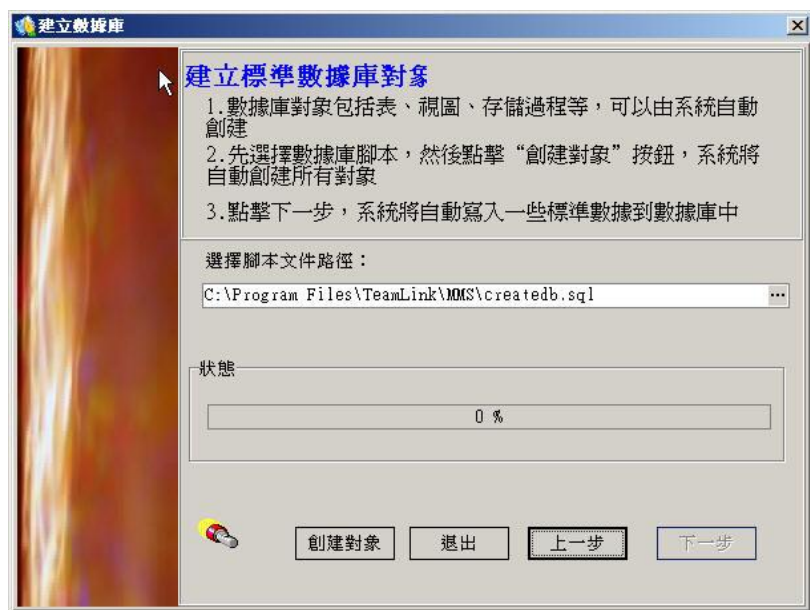 建立數據庫
建立標準數據庫對象
1.數據庫對象包括表、視圖、存儲過程等，可以由系統自動
創建
2.先選擇數據庫腳本，然後點擊“創建對象”按鈕，系統將
自動創建所有對象
3.點擊下一步，系統將自動寫入一些標準數據到數據庫中
選擇腳本文件路徑：
C:\Program Files\TeamLink\MMS\createdb.sql
...
狀態
0 %
創建對象 退出 上一步 下一步